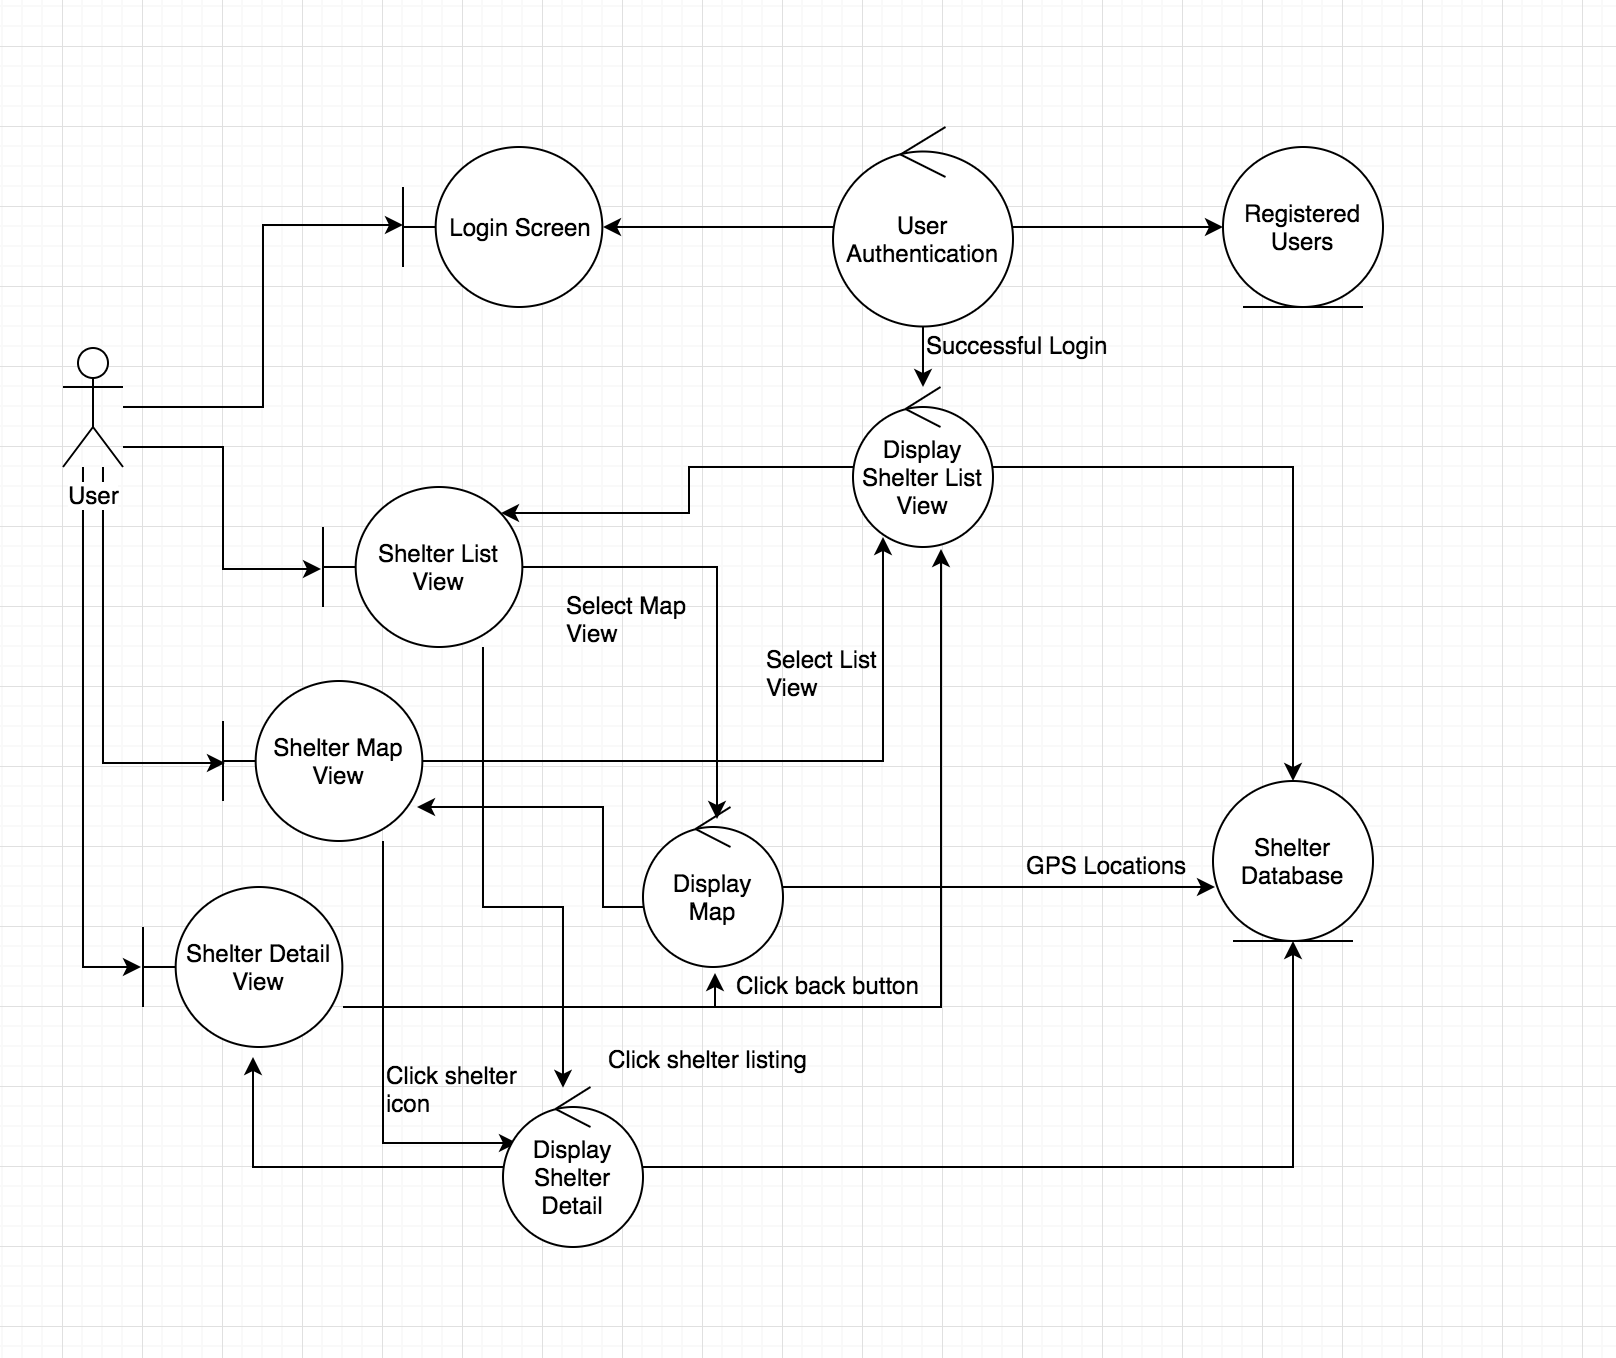 Login Screen
User
Authentication
Registered
Users
Successful Login
Display
Shelter List
View
User
Shelter List
View
Select Map
View
Select List
View
Shelter Map
View
Display
Map
GPS Locations
Shelter
Database
Shelter Detail
View
Click back button
Click shelter listing
Click shelter
icon
Display
Shelter
Detail